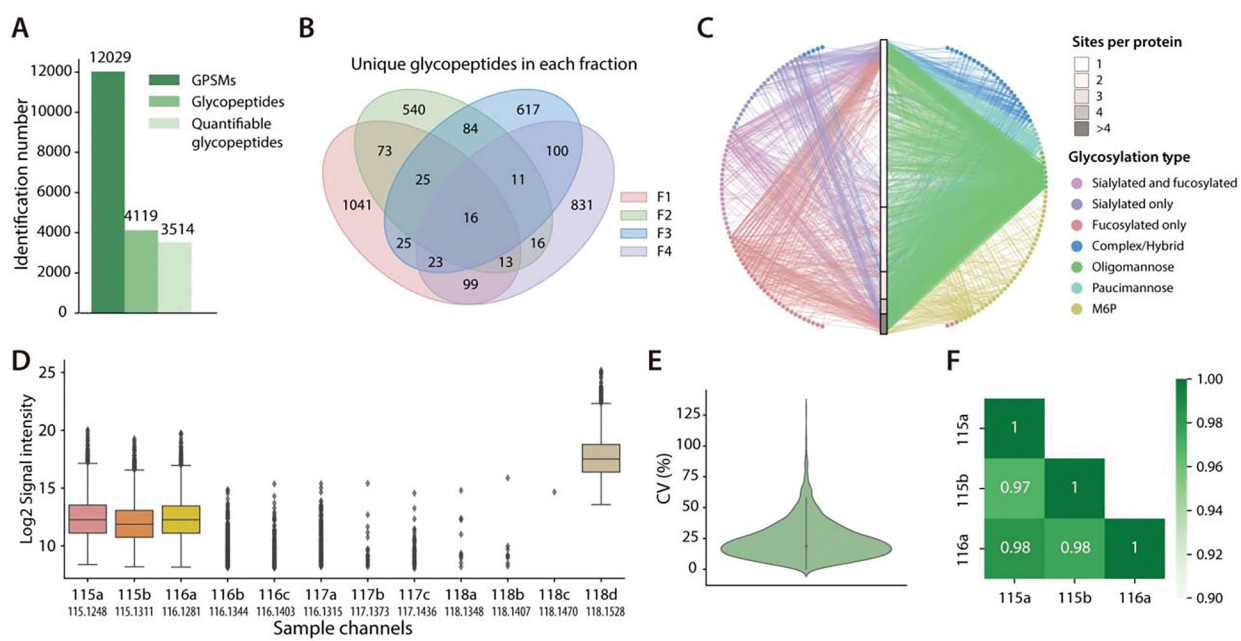 A
12029
12000
10000
8000
6000
4000
2000
0
Identification number
4119
3514
GPSMs
Glycopeptides
Quantifiable
glycopeptides
B
Unique glycopeptides in each fraction
540
617
84
73
100
25
11
1041
16
831
25
16
23
13
99
F1
F2
F3
F4
C
Sites per protein
1
2
3
4
>4
Glycosylation type
Sialylated and fucosylated
Sialylated only
Fucosylated only
Complex/Hybrid
Oligomannose
Paucimannose
M6P
D
Log2 Signal intensity
25
20
15
10
115a 115b 116a 116b 116c 117a 117b 117c 118a 118b 118c 118d
115.1248 115.1311 116.1281 116.1344 116.1403 116.1315 117.1373 117.1436 118.1348 118.1407 118.1470 118.1528
Sample channels
E
CV (%)
125
100
75
50
25
0
F
115a
1
115b
0.97 1
116a
0.98 0.98 1
115a 115b 116a
1.00
0.98
0.96
0.94
0.92
0.90